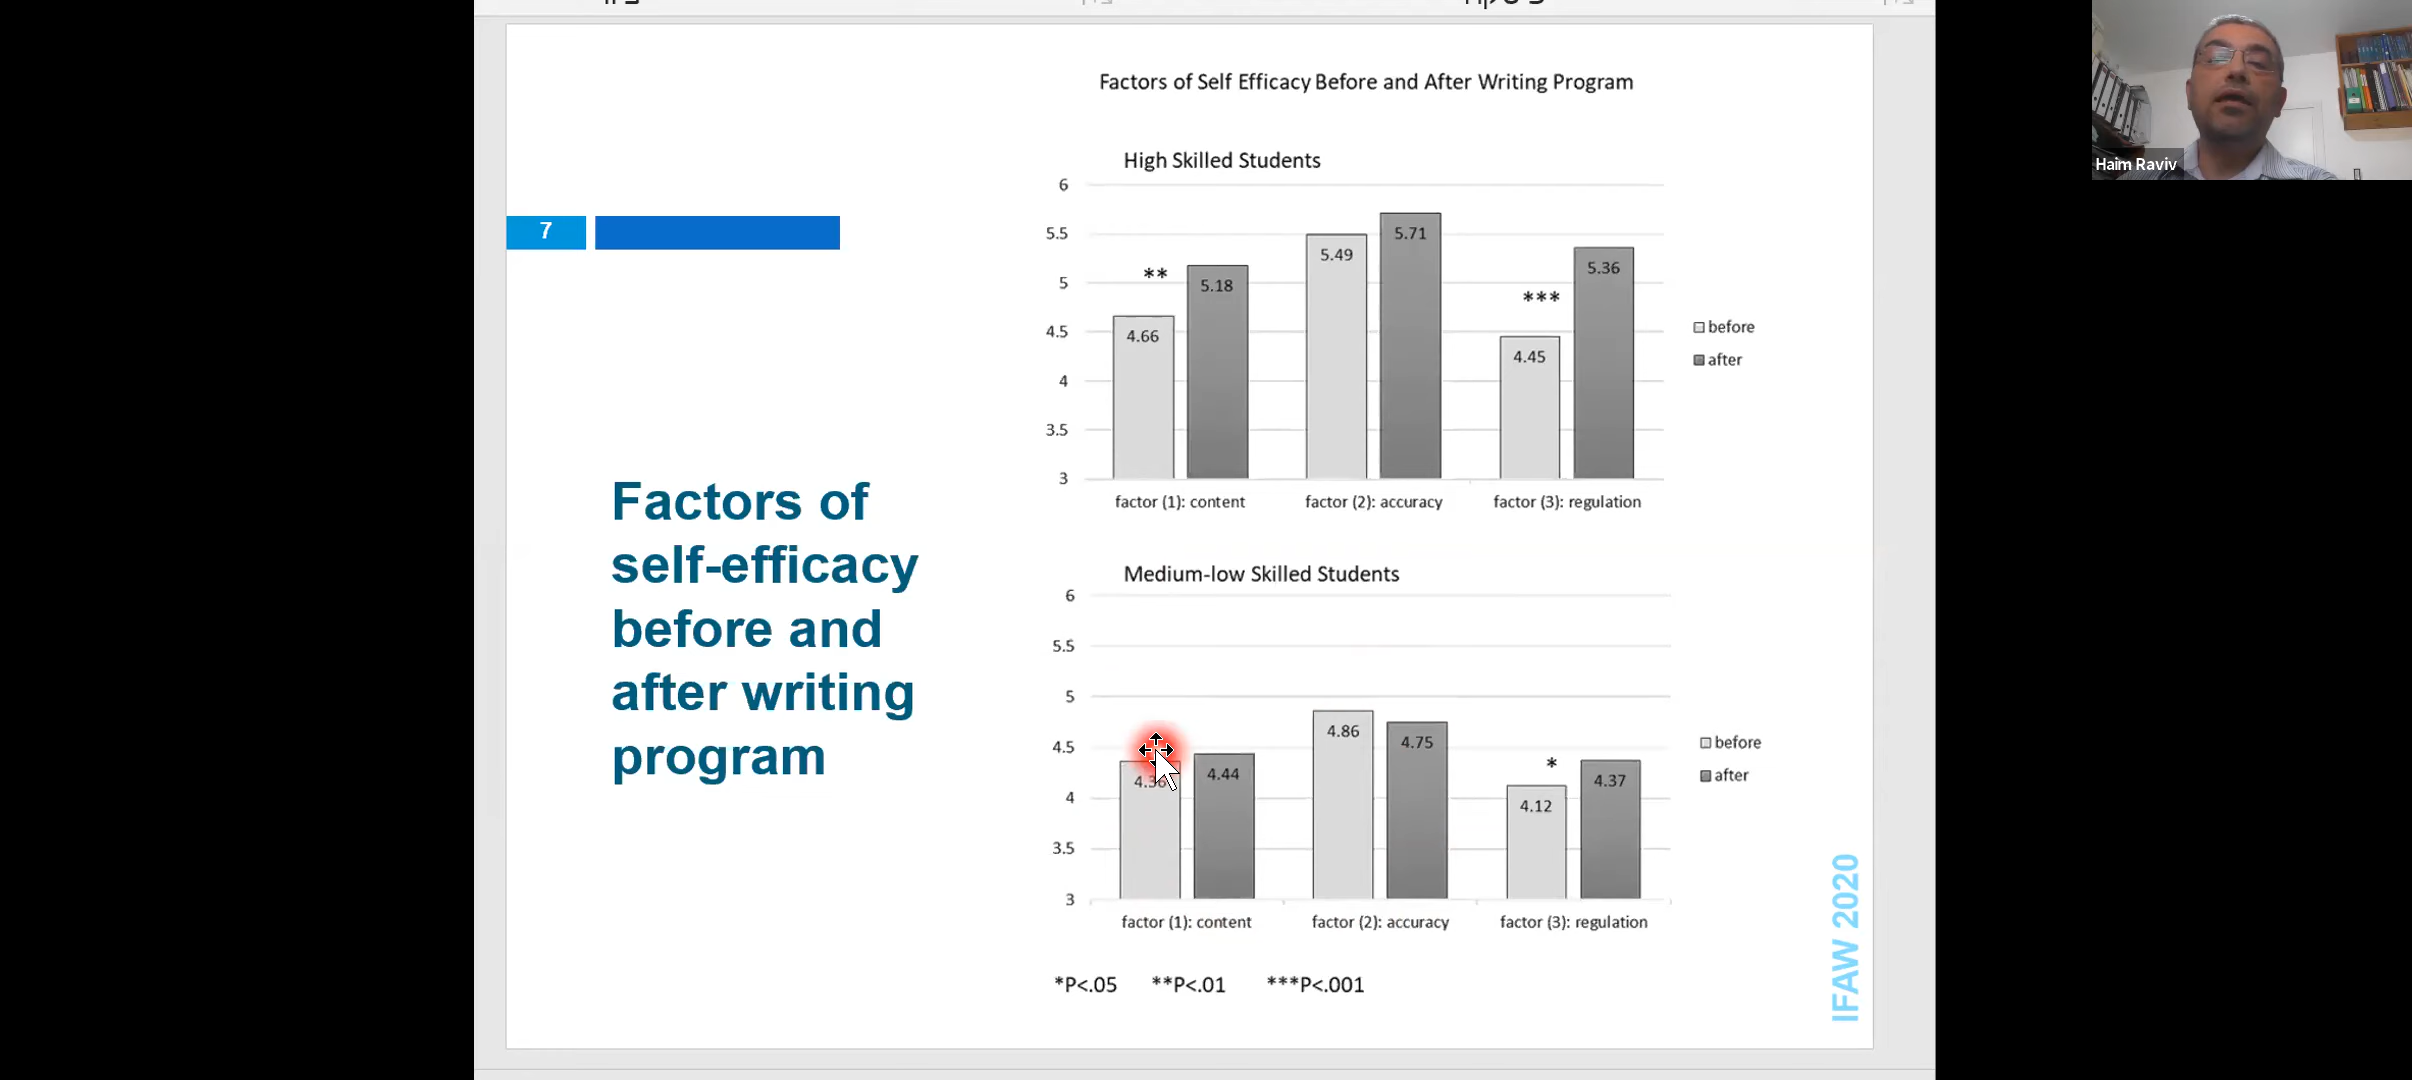 Factors of Self Efficacy Before and After Writing Program
7
Factors of
self-efficacy
before and
after writing
program
High Skilled Students
6
5.5
5
4.5
4
3.5
3
**
***
4.66
5.18
5.49
5.71
4.45
5.36
before
after
factor (1): content
factor (2): accuracy
factor (3): regulation
Medium-low Skilled Students
6
5.5
5
4.5
4
3.5
3
*
4.44
4.86
4.75
4.12
4.37
before
after
factor (1): content
factor (2): accuracy
factor (3): regulation
*P<.05 **P<.01 ***P<.001
IFAW 2020
Haim Raviv